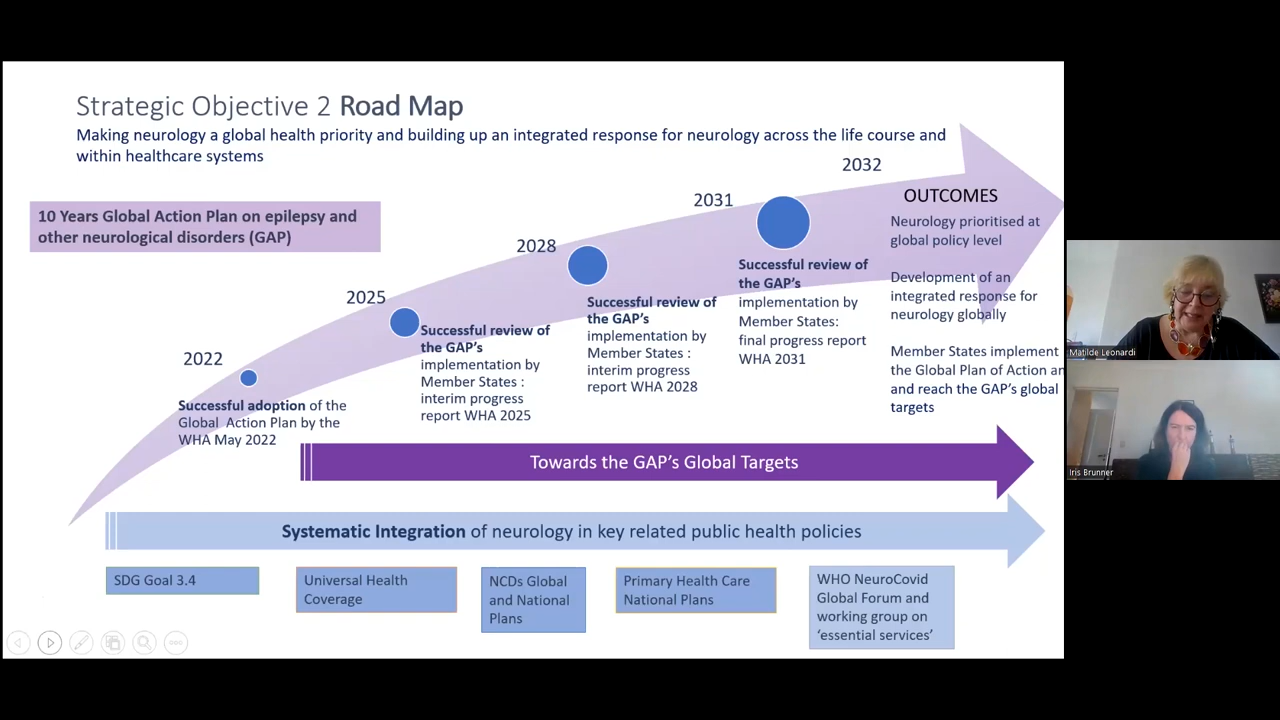 Strategic Objective 2 Road Map
Making neurology a global health priority and building up an integrated response for neurology across the life course and
within healthcare systems
10 Years Global Action Plan on epilepsy and
other neurological disorders (GAP)
2022
Successful adoption of the
Global Action Plan by the
WHA May 2022
2025
Successful review of
the GAP's
implementation by
Member States :
interim progress
report WHA 2025
2028
Successful review of
the GAP's
implementation by
Member States :
interim progress
report WHA 2028
2031
Successful review of
the GAP's
implementation by
Member States:
final progress report
WHA 2031
2032
OUTCOMES
Neurology prioritised at
global policy level
Development of an
integrated response for
neurology globally
Member States implement
the Global Plan of Action an
and reach the GAP's global
targets
Towards the GAP's Global Targets
Systematic Integration of neurology in key related public health policies
SDG Goal 3.4
Universal Health
Coverage
NCDs Global
and National
Plans
Primary Health Care
National Plans
WHO NeuroCovid
Global Forum and
working group on
'essential services'
Matilde Leonardi
Iris Brunner